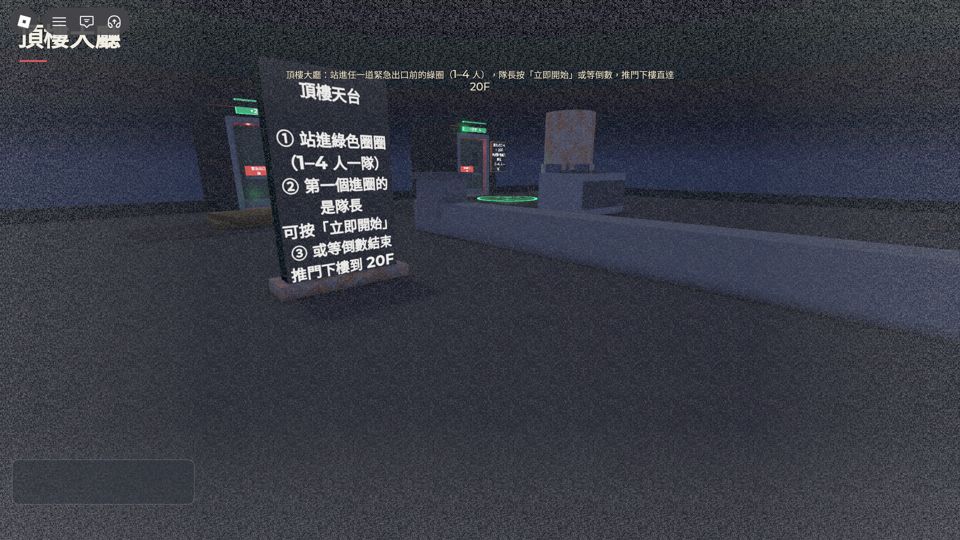 頂樓大廳
頂樓大廳：站進任一道緊急出口前的綠圈（1–4 人），隊長按「立即開始」或等倒數，推門下樓直達
20F
頂樓天台
① 站進綠色圈圈
（1–4 人一隊）
② 第一個進圈的
是隊長
可按「立即開始」
③ 或等倒數結束
推門下樓到 20F